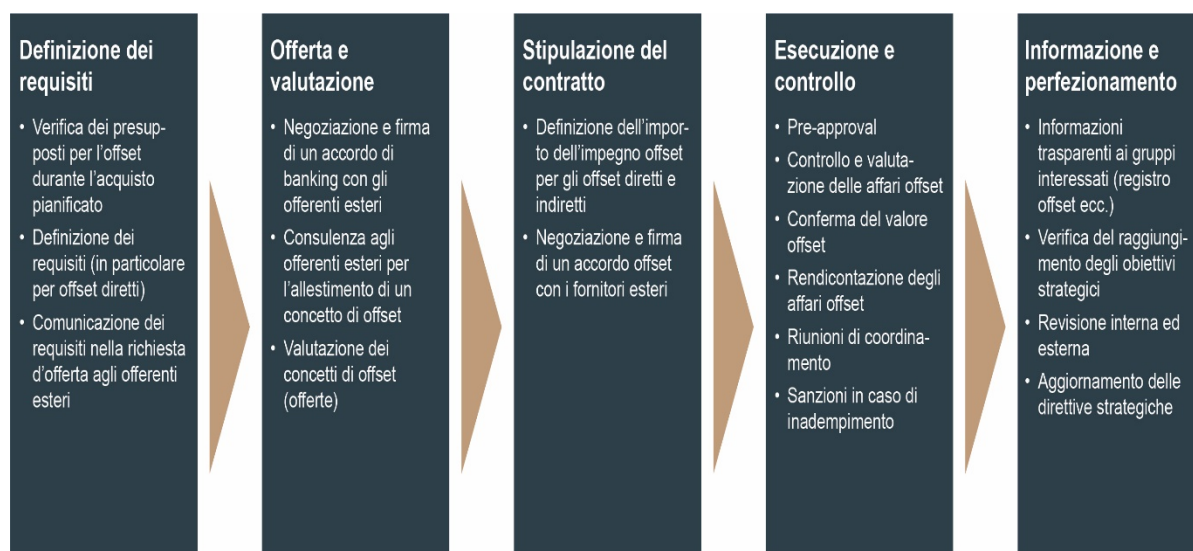 Definizione dei
requisiti
• Verifica dei presup-
posti per l'offset
durante l'acquisto
pianificato
• Definizione dei
requisiti (in particolare
per offset diretti)
• Comunicazione dei
requisiti nella richiesta
d'offerta agli offerenti
esteri
Offerta e
valutazione
• Negoziazione e firma
di un accordo di
banking con gli
offerenti esteri
• Consulenza agli
offerenti esteri per
l'allestimento di un
concetto di offset
• Valutazione dei
concetti di offset
(offerte)
Stipulazione del
contratto
• Definizione dell'impor-
to dell'impegno offset
per gli offset diretti e
indiretti
• Negoziazione e firma
di un accordo offset
con i fornitori esteri
Esecuzione e
controllo
• Pre-approval
• Controllo e valuta-
zione delle affari offset
• Conferma del valore
offset
• Rendicontazione degli
affari offset
• Riunioni di coordina-
mento
• Sanzioni in caso di
inadempimento
Informazione e
perfezionamento
• Informazioni
trasparenti ai gruppi
interessati (registro
offset ecc.)
• Verifica del raggiungi-
mento degli obiettivi
strategici
• Revisione interna ed
esterna
• Aggiornamento delle
direttive strategiche